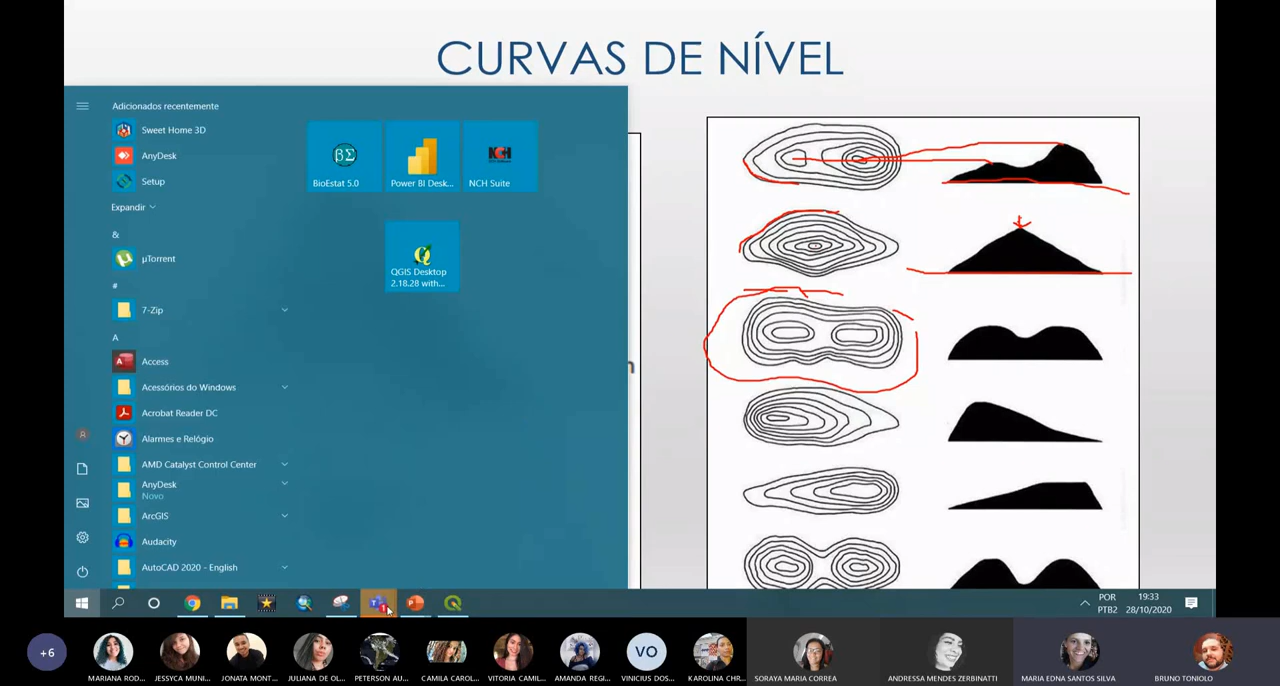 CURVAS DE NÍVEL
Adicionados recentemente
Sweet Home 3D
AnyDesk
Setup
Expandir
&
µTorrent
#
7-Zip
A
Access
Acessórios do Windows
Acrobat Reader DC
Alarmes e Relógio
AMD Catalyst Control Center
AnyDesk
Novo
ArcGIS
Audacity
AutoCAD 2020 - English
βΣ
BioEstat 5.0
Power BI Desk...
NCH
NCH Suite
QGIS Desktop
2.18.28 with...
n
POR
PTB2
19:33
28/10/2020
+6
MARIANA ROD...
JESSYCA MUNI...
JONATA MONT...
JULIANA DE OL...
PETERSON AU...
CAMILA CAROL...
VITORIA CAMIL...
AMANDA REGI...
VO
VINICIUS DOS...
KAROLINA CHR...
SORAYA MARIA CORREA
ANDRESSA MENDES ZERBINATTI
MARIA EDNA SANTOS SILVA
BRUNO TONIOLO